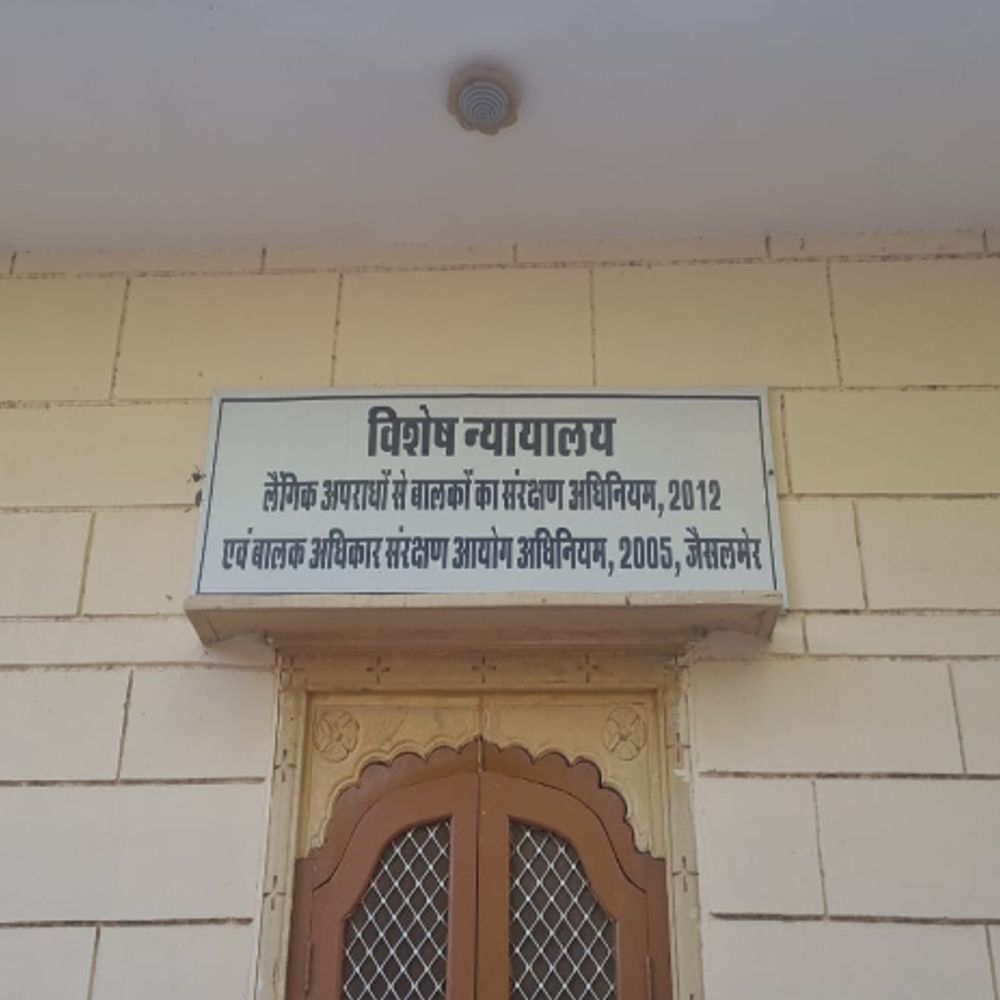 विशेष न्यायालय
लैंगिक अपराधों से बालकों का संरक्षण अधिनियम, 2012
एवं बालक अधिकार संरक्षण आयोग अधिनियम, 2005, जैसलमेर